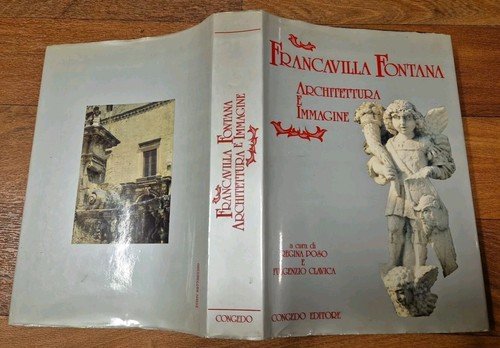 FRANCAVILLA FONTANA
ARCHITETTURA
E
IMMAGINE
a cura di
REGINA POSO
E
FULGENZIO CLAVICA
CONGEDO EDITORE
FRANCAVILLA FONTANA
ARCHITETTURA E IMMAGINE
CONGEDO